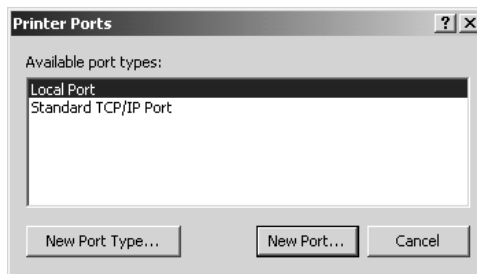 Printer Ports
Available port types:
Local Port
Standard TCP/IP Port
New Port Type...
New Port...
Cancel